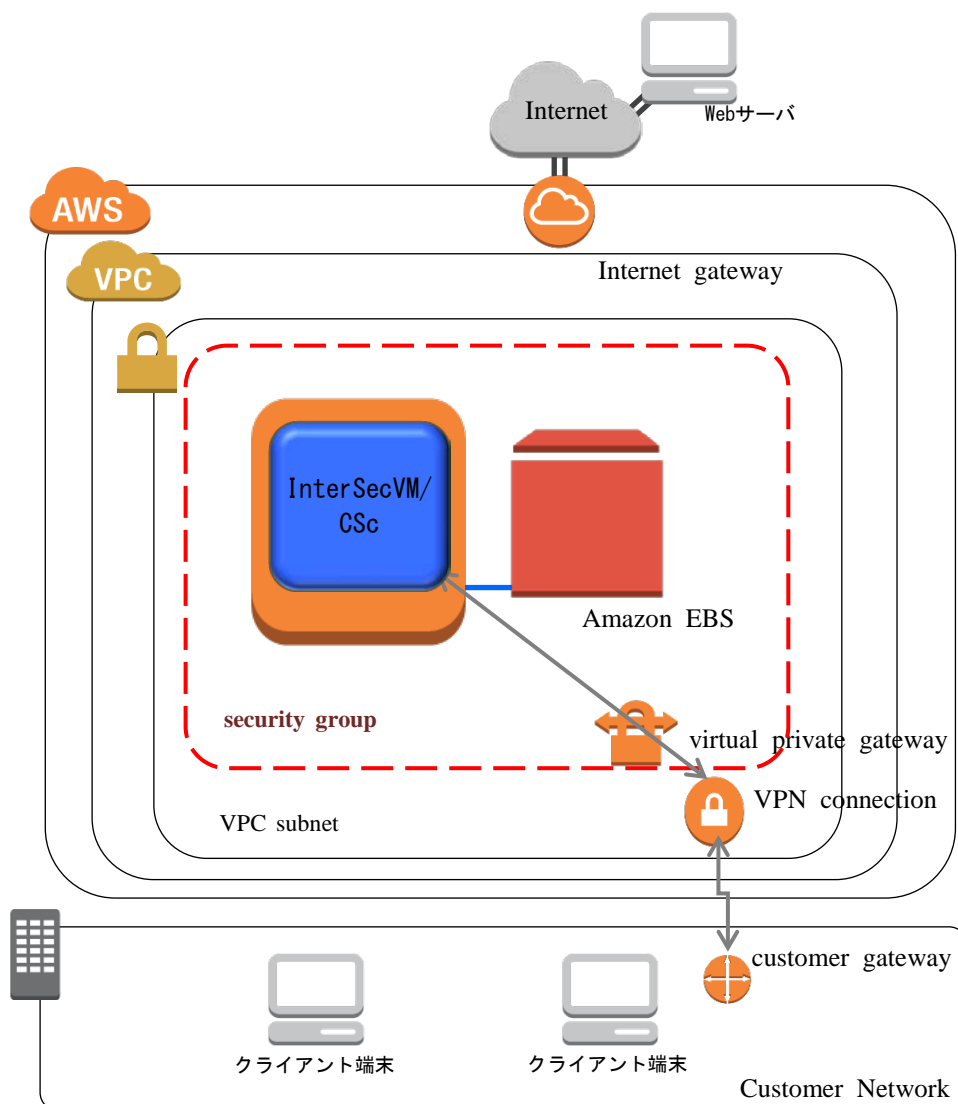 Internet
Webサーバ
AWS
Internet gateway
VPC
InterSecVM/
CSc
Amazon EBS
security group
virtual private gateway
VPN connection
VPC subnet
customer gateway
クライアント端末
クライアント端末
Customer Network